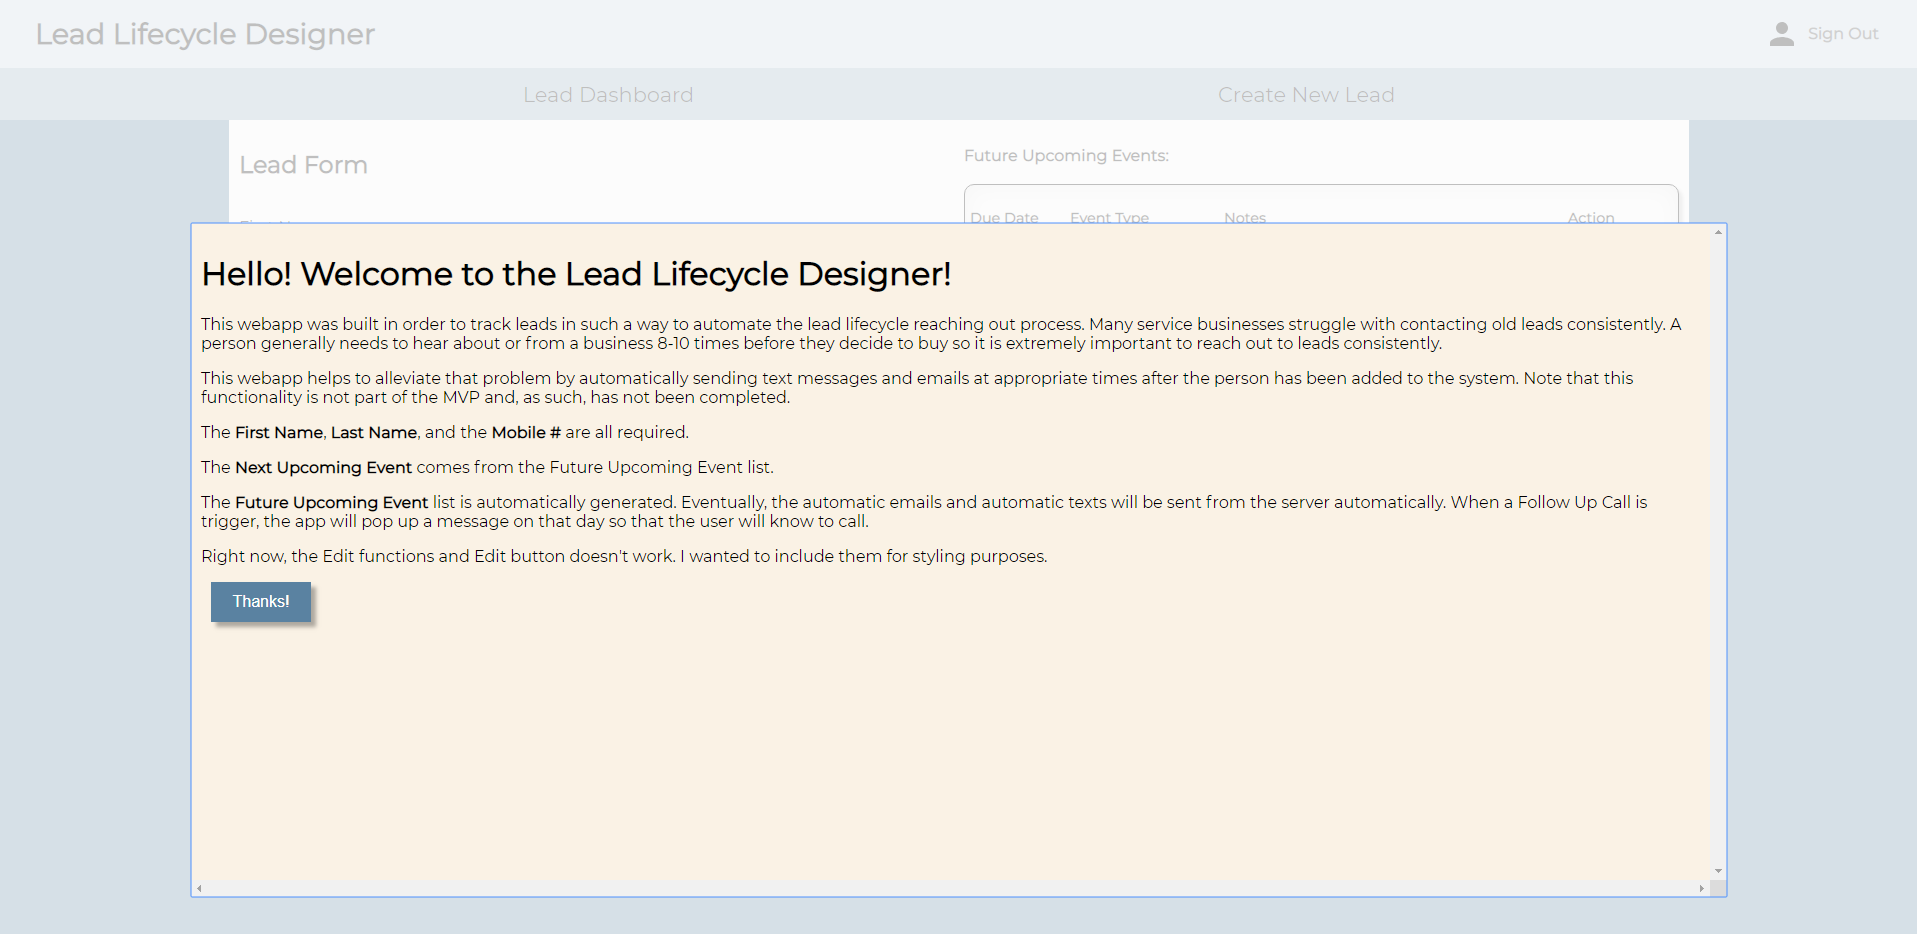 Lead Lifecycle Designer
Sign Out
Lead Dashboard
Create New Lead
Lead Form
Future Upcoming Events:
Due Date Event Type Notes Action
Hello! Welcome to the Lead Lifecycle Designer!
This webapp was built in order to track leads in such a way to automate the lead lifecycle reaching out process. Many service businesses struggle with contacting old leads consistently. A
person generally needs to hear about or from a business 8-10 times before they decide to buy so it is extremely important to reach out to leads consistently.
This webapp helps to alleviate that problem by automatically sending text messages and emails at appropriate times after the person has been added to the system. Note that this
functionality is not part of the MVP and, as such, has not been completed.
The First Name, Last Name, and the Mobile # are all required.
The Next Upcoming Event comes from the Future Upcoming Event list.
The Future Upcoming Event list is automatically generated. Eventually, the automatic emails and automatic texts will be sent from the server automatically. When a Follow Up Call is
trigger, the app will pop up a message on that day so that the user will know to call.
Right now, the Edit functions and Edit button doesn't work. I wanted to include them for styling purposes.
Thanks!